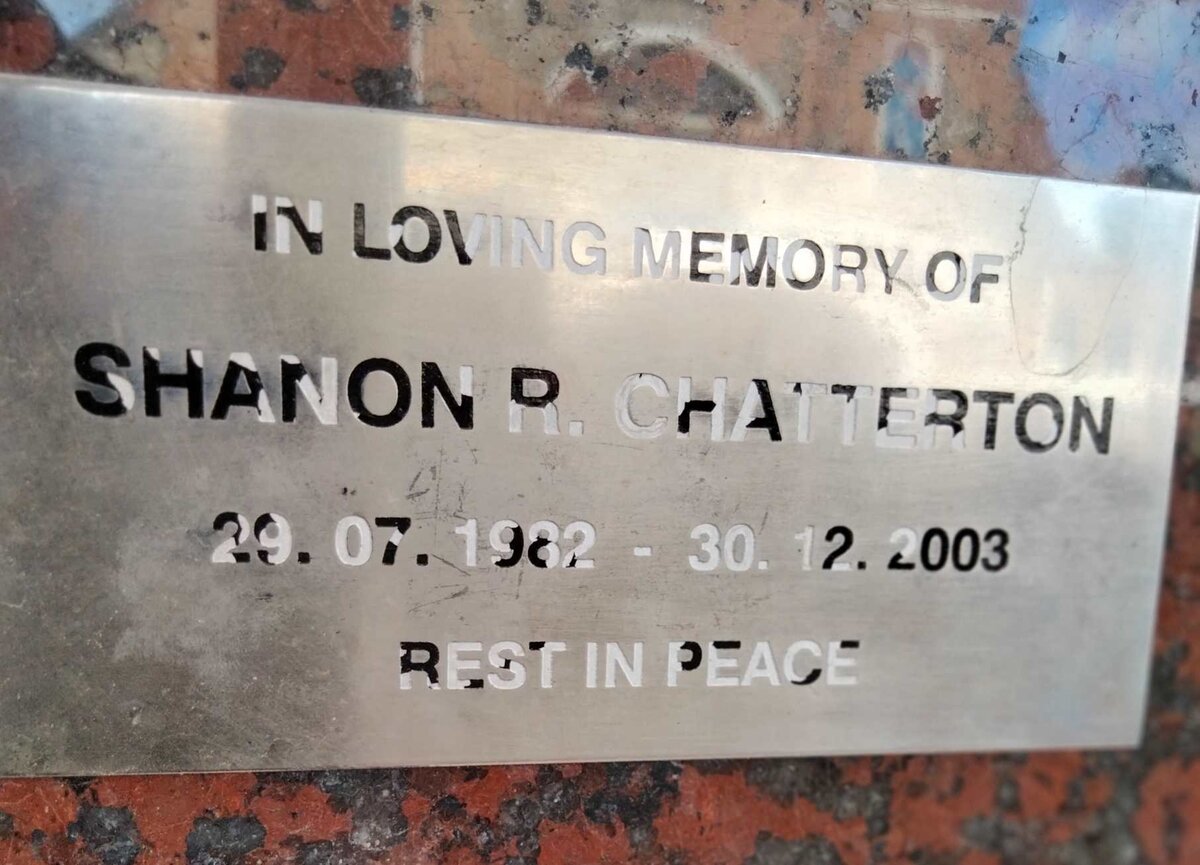 IN LOVING MEMORY OF
SHANON R. CHATTERTON
29. 07. 1982 - 30. 12. 2003
REST IN PEACE